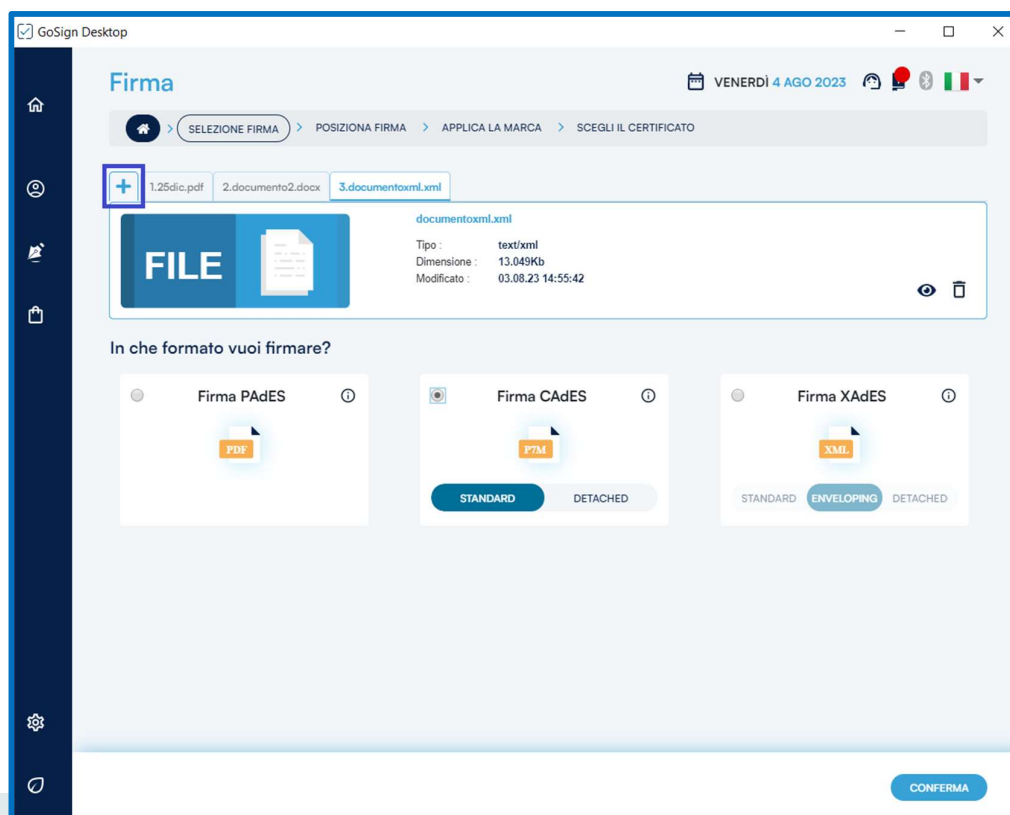 GoSign Desktop
Firma
VENERDÌ 4 AGO 2023
SELEZIONE FIRMA > POSIZIONA FIRMA > APPLICA LA MARCA > SCEGLI IL CERTIFICATO
+ 1.25dic.pdf 2.documento2.docx 3.documentoxml.xml
documentoxml.xml
FILE
Tipo : text/xml
Dimensione : 13.049Kb
Modificato : 03.08.23 14:55:42
In che formato vuoi firmare?
Firma PAdES Firma CAdES Firma XAdES
PDF P7M XML
STANDARD DETACHED STANDARD ENVELOPING DETACHED
CONFERMA